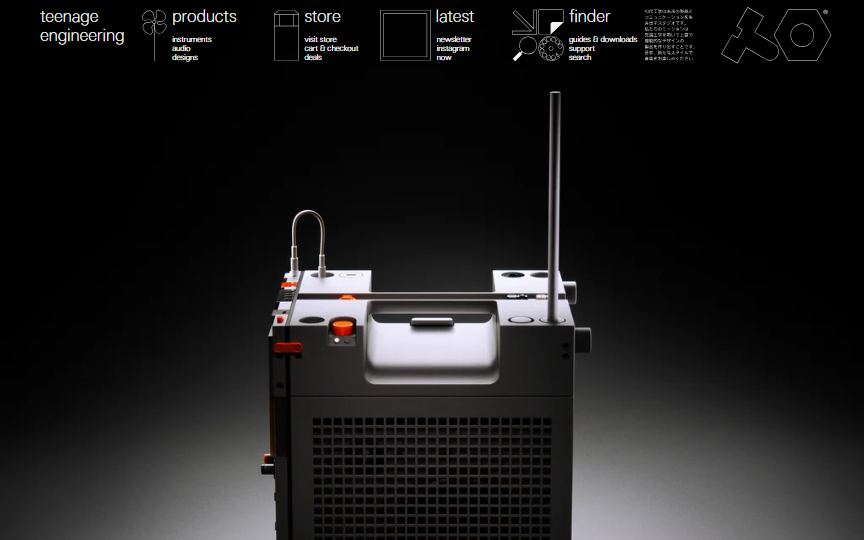 teenage
engineering
products
instruments
audio
designs
store
visit store
cart & checkout
deals
latest
newsletter
instagram
now
finder
guides & downloads
support
search